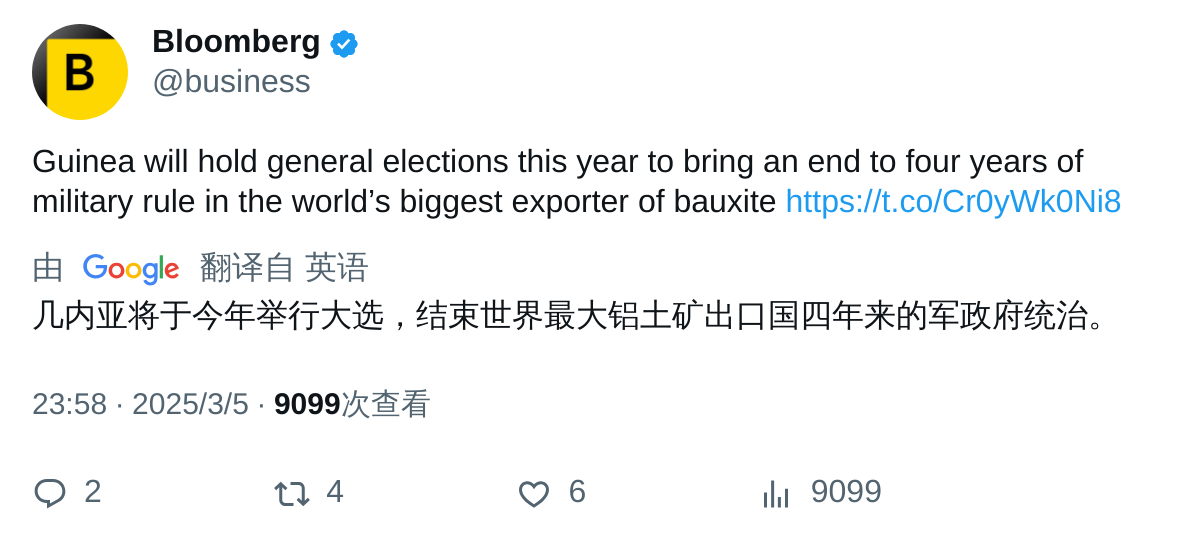 B
Bloomberg
@business
Guinea will hold general elections this year to bring an end to four years of
military rule in the world’s biggest exporter of bauxite https://t.co/Cr0yWk0Ni8
由 Google 翻译自 英语
几内亚将于今年举行大选，结束世界最大铝土矿出口国四年来的军政府统治。
23:58 · 2025/3/5 · 9099次查看
2 4 6 9099